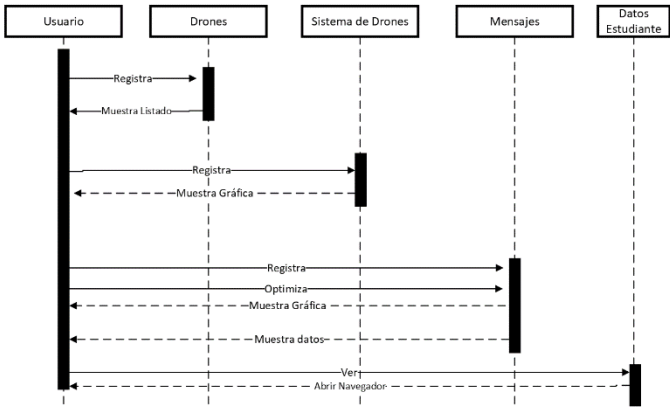 Usuario
Drones
Sistema de Drones
Mensajes
Datos
Estudiante
Registra
Muestra Listado
Registra
Muestra Gráfica
Registra
Optimiza
Muestra Gráfica
Muestra datos
Ver
Abrir Navegador